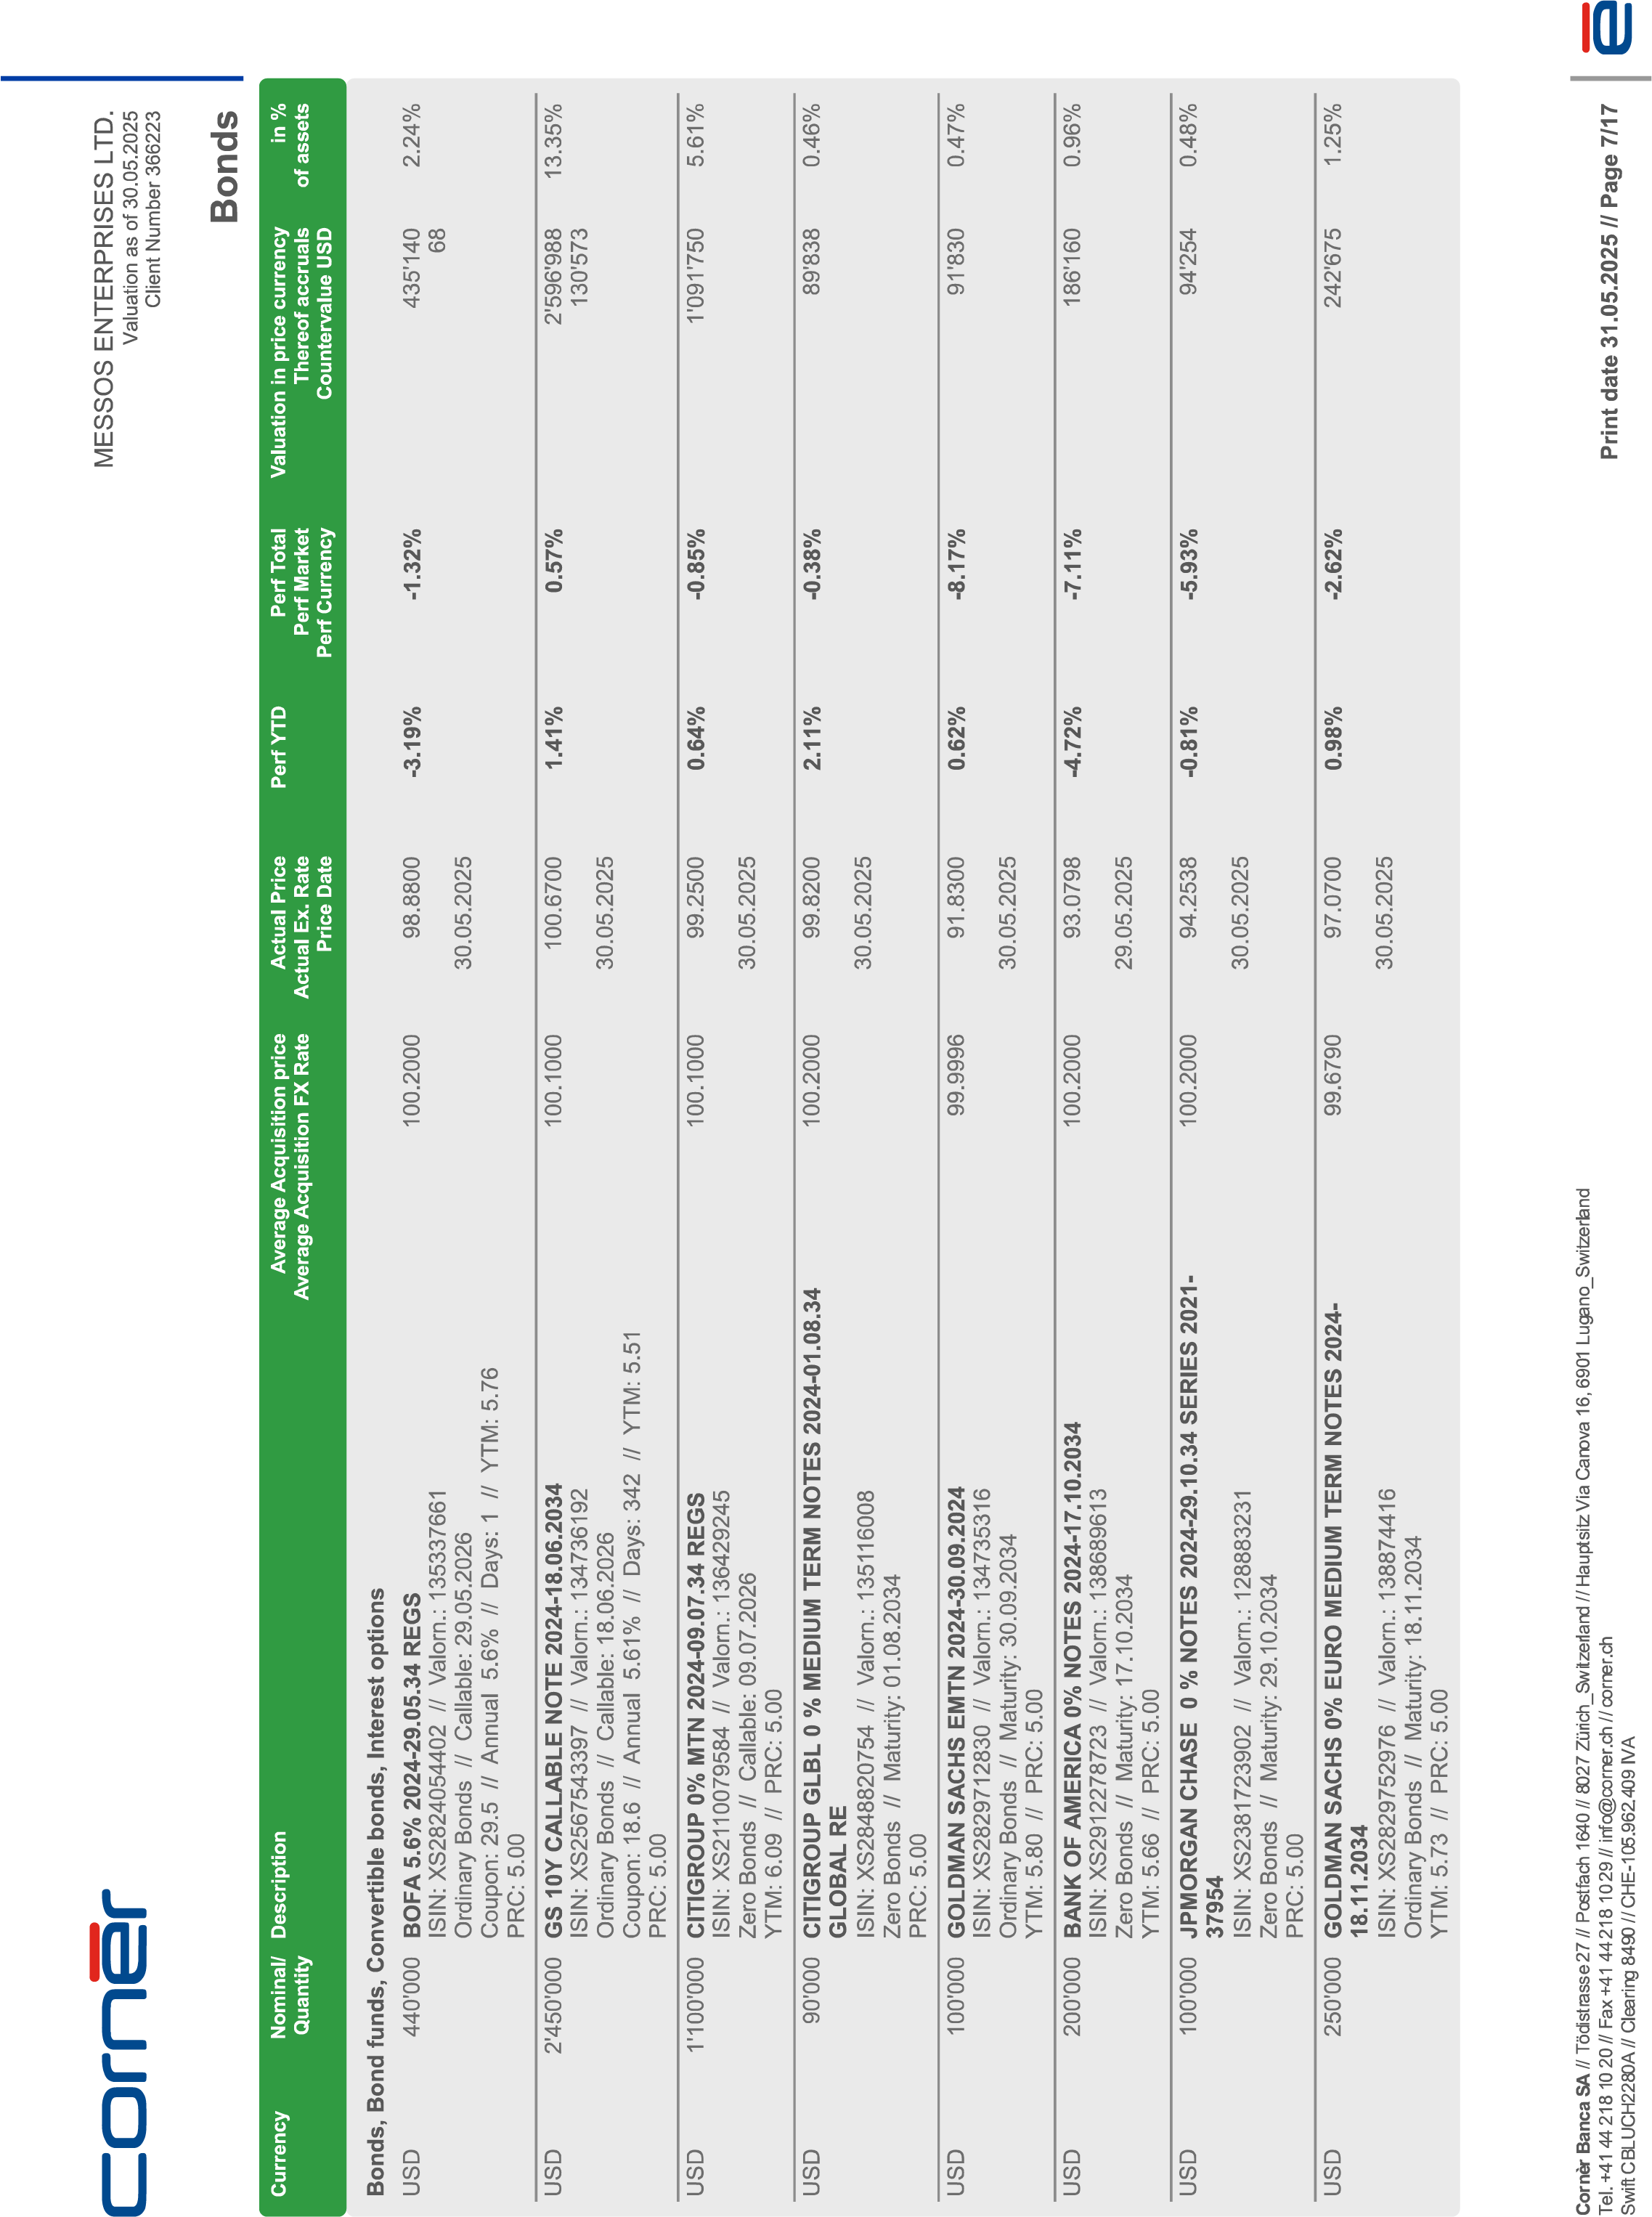 cornèr
MESSOS ENTERPRISES LTD.
Valuation as of 30.05.2025
Client Number 366223
Bonds
Currency Nominal/ Description Average Acquisition price Actual Price Perf YTD Perf Total Valuation in price currency in %
Quantity Average Acquisition FX Rate Actual Ex. Rate Perf Market Thereof accruals of assets
Price Date Perf Currency Countervalue USD
Bonds, Bond funds, Convertible bonds, Interest options
USD 440'000 BOFA 5.6% 2024-29.05.34 REGS 100.2000 98.8800 -3.19% -1.32% 435'140 2.24%
ISIN: XS2824054402 // Valorn.: 135337661 68
Ordinary Bonds // Callable: 29.05.2026 30.05.2025
Coupon: 29.5 // Annual 5.6% // Days: 1 // YTM: 5.76
PRC: 5.00
USD 2'450'000 GS 10Y CALLABLE NOTE 2024-18.06.2034 100.1000 100.6700 1.41% 0.57% 2'596'988 13.35%
ISIN: XS2567543397 // Valorn.: 134736192 130'573
Ordinary Bonds // Callable: 18.06.2026 30.05.2025
Coupon: 18.6 // Annual 5.61% // Days: 342 // YTM: 5.51
PRC: 5.00
USD 1'100'000 CITIGROUP 0% MTN 2024-09.07.34 REGS 100.1000 99.2500 0.64% -0.85% 1'091'750 5.61%
ISIN: XS2110079584 // Valorn.: 136429245
Zero Bonds // Callable: 09.07.2026 30.05.2025
YTM: 6.09 // PRC: 5.00
USD 90'000 CITIGROUP GLBL 0 % MEDIUM TERM NOTES 2024-01.08.34 100.2000 99.8200 2.11% -0.38% 89'838 0.46%
GLOBAL RE
ISIN: XS2848820754 // Valorn.: 135116008 30.05.2025
Zero Bonds // Maturity: 01.08.2034
PRC: 5.00
USD 100'000 GOLDMAN SACHS EMTN 2024-30.09.2024 99.9996 91.8300 0.62% -8.17% 91'830 0.47%
ISIN: XS2829712830 // Valorn.: 134735316
Ordinary Bonds // Maturity: 30.09.2034 30.05.2025
YTM: 5.80 // PRC: 5.00
USD 200'000 BANK OF AMERICA 0% NOTES 2024-17.10.2034 100.2000 93.0798 -4.72% -7.11% 186'160 0.96%
ISIN: XS2912278723 // Valorn.: 138689613
Zero Bonds // Maturity: 17.10.2034 29.05.2025
YTM: 5.66 // PRC: 5.00
USD 100'000 JPMORGAN CHASE 0 % NOTES 2024-29.10.34 SERIES 2021- 100.2000 94.2538 -0.81% -5.93% 94'254 0.48%
37954
ISIN: XS2381723902 // Valorn.: 128883231 30.05.2025
Zero Bonds // Maturity: 29.10.2034
PRC: 5.00
USD 250'000 GOLDMAN SACHS 0% EURO MEDIUM TERM NOTES 2024- 99.6790 97.0700 0.98% -2.62% 242'675 1.25%
18.11.2034
ISIN: XS2829752976 // Valorn.: 138874416 30.05.2025
Ordinary Bonds // Maturity: 18.11.2034
YTM: 5.73 // PRC: 5.00
Cornèr Banca SA // Tödistrasse 27 // Postfach 1640 // 8027 Zürich_Switzerland // Hauptsitz Via Canova 16, 6901 Lugano_Switzerland
Tel. +41 44 218 10 20 // Fax +41 44 218 10 29 // info@corner.ch // corner.ch
Swift CBLUCH2280A // Clearing 8490 // CHE-105.962.409 IVA
Print date 31.05.2025 // Page 7/17